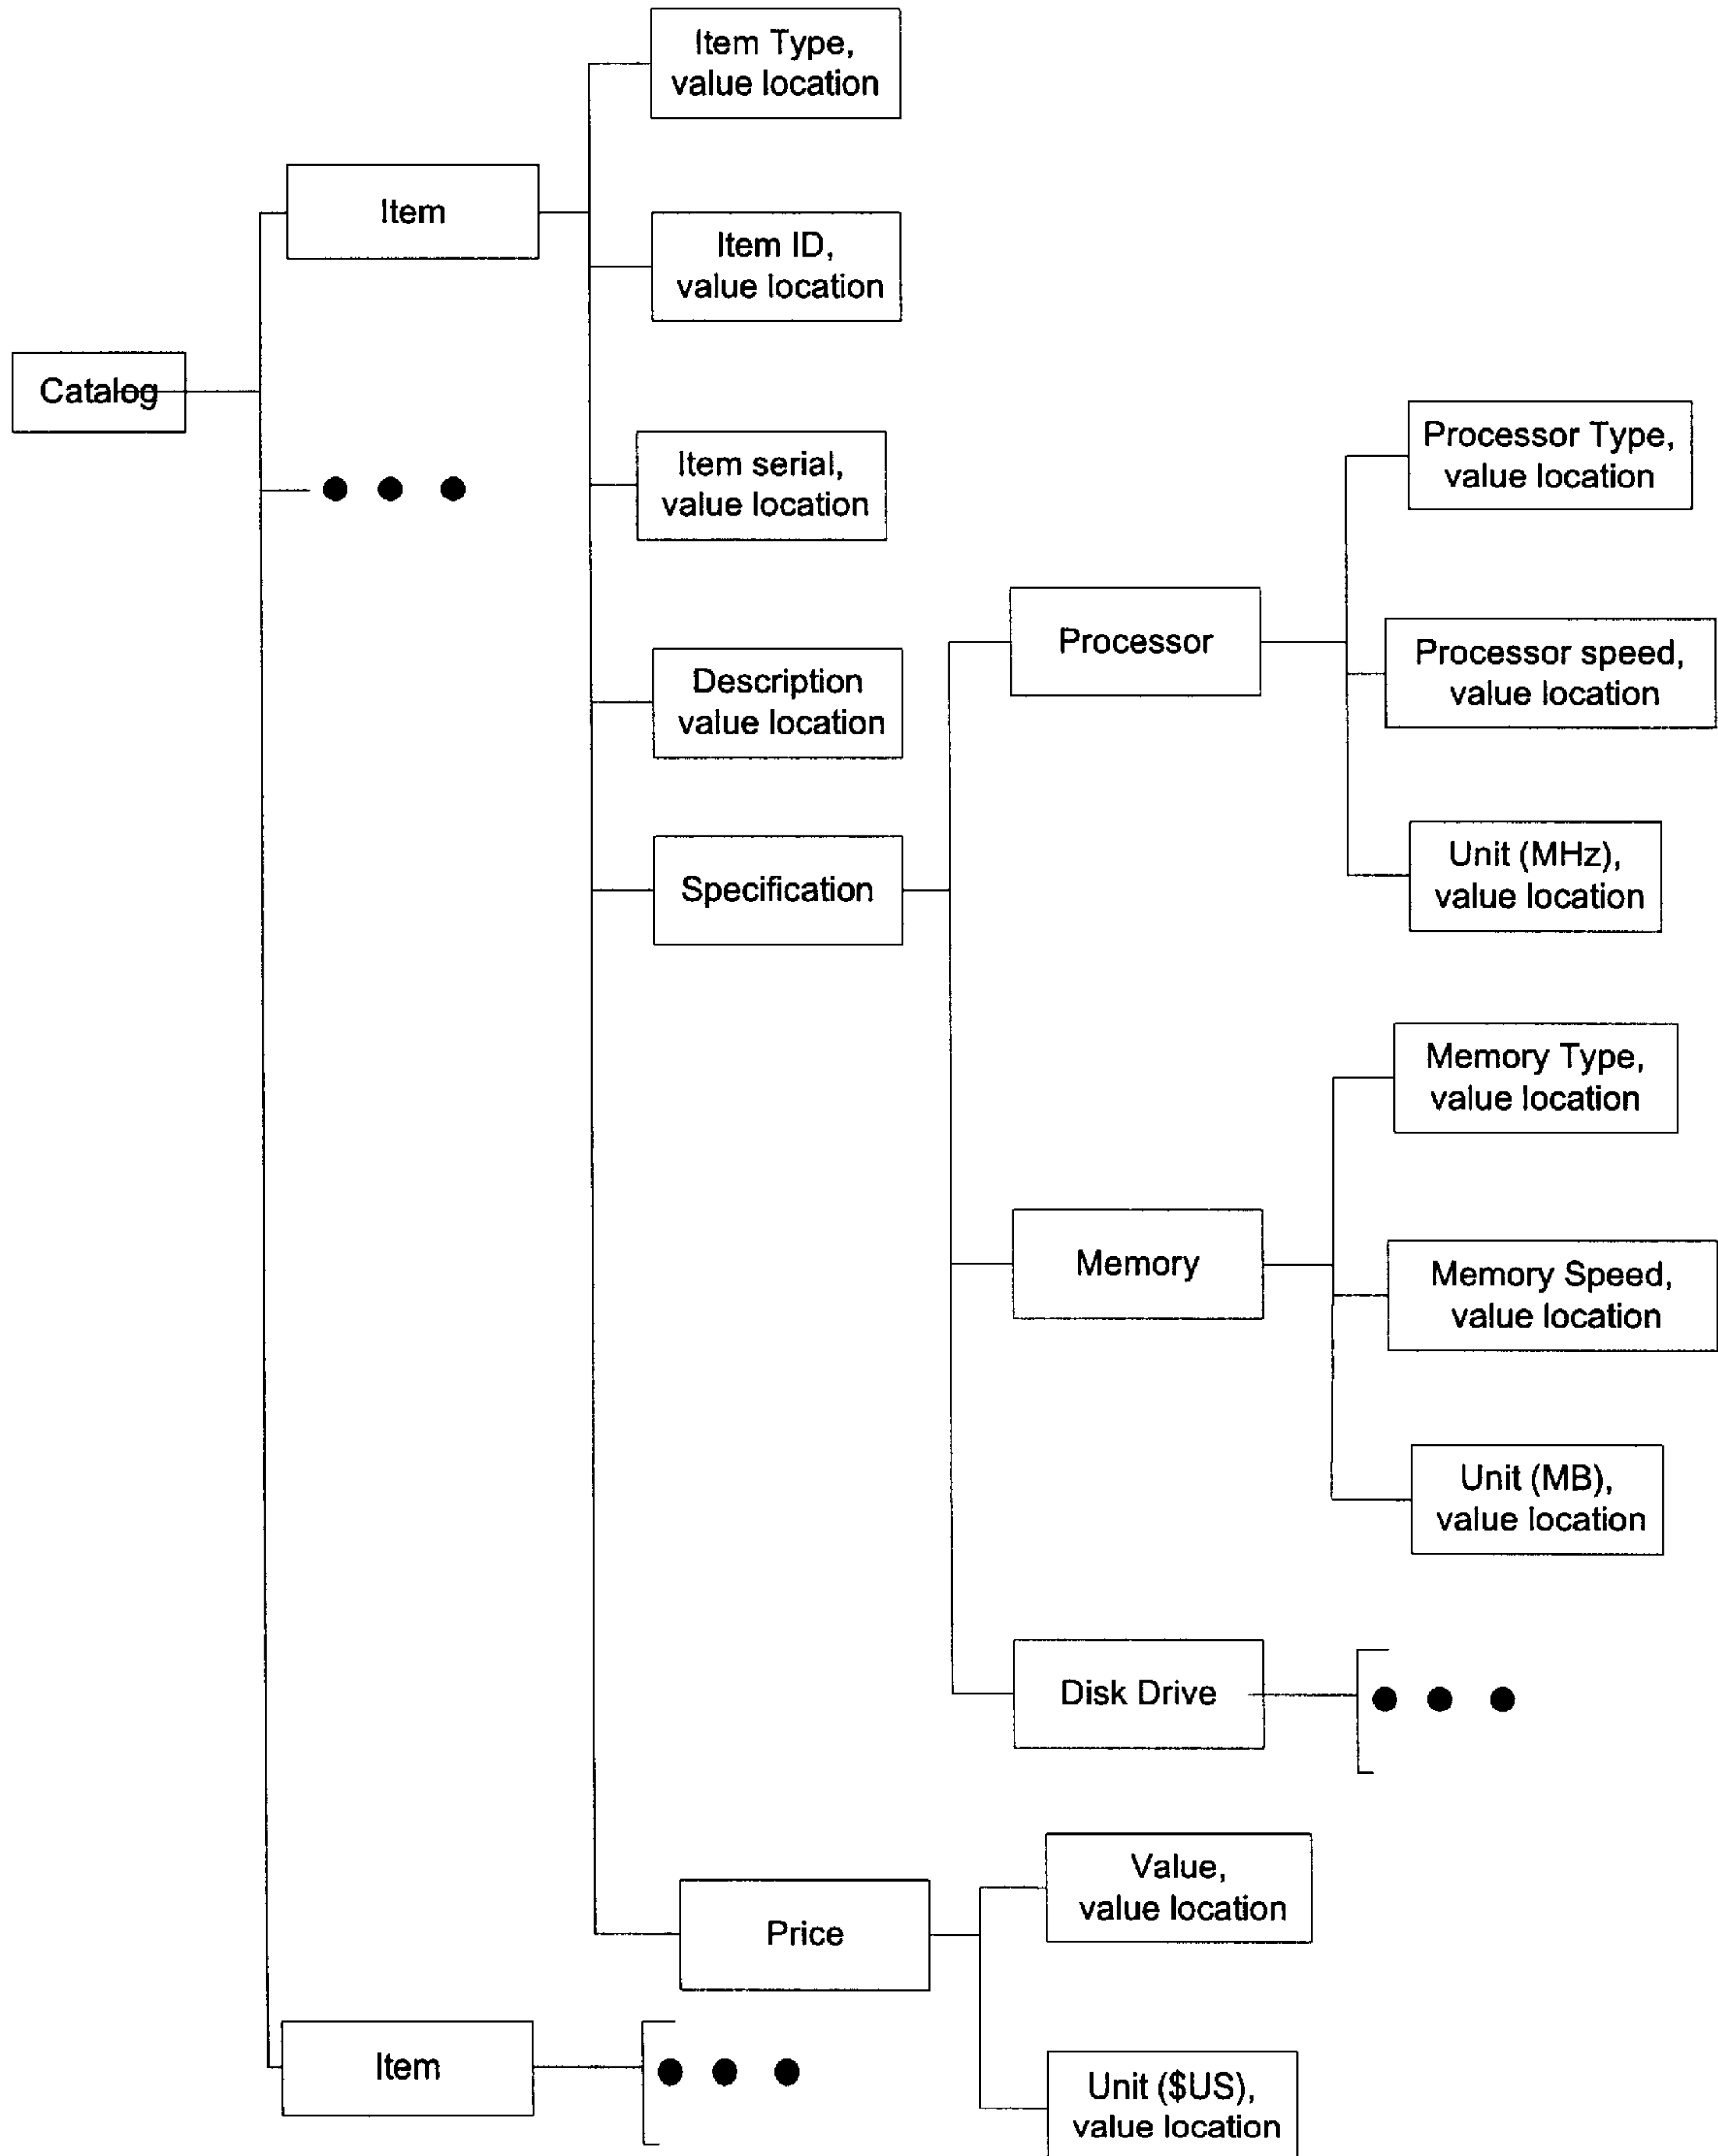 Item Type,
value location
Item
Item ID,
value location
Catalog
Item serial,
value location
Processor Type,
value location
Processor
Processor speed,
value location
Description
value location
Specification
Unit (MHz),
value location
Memory Type,
value location
Memory
Memory Speed,
value location
Unit (MB),
value location
Disk Drive
Value,
value location
Price
Item
Unit ($US),
value location